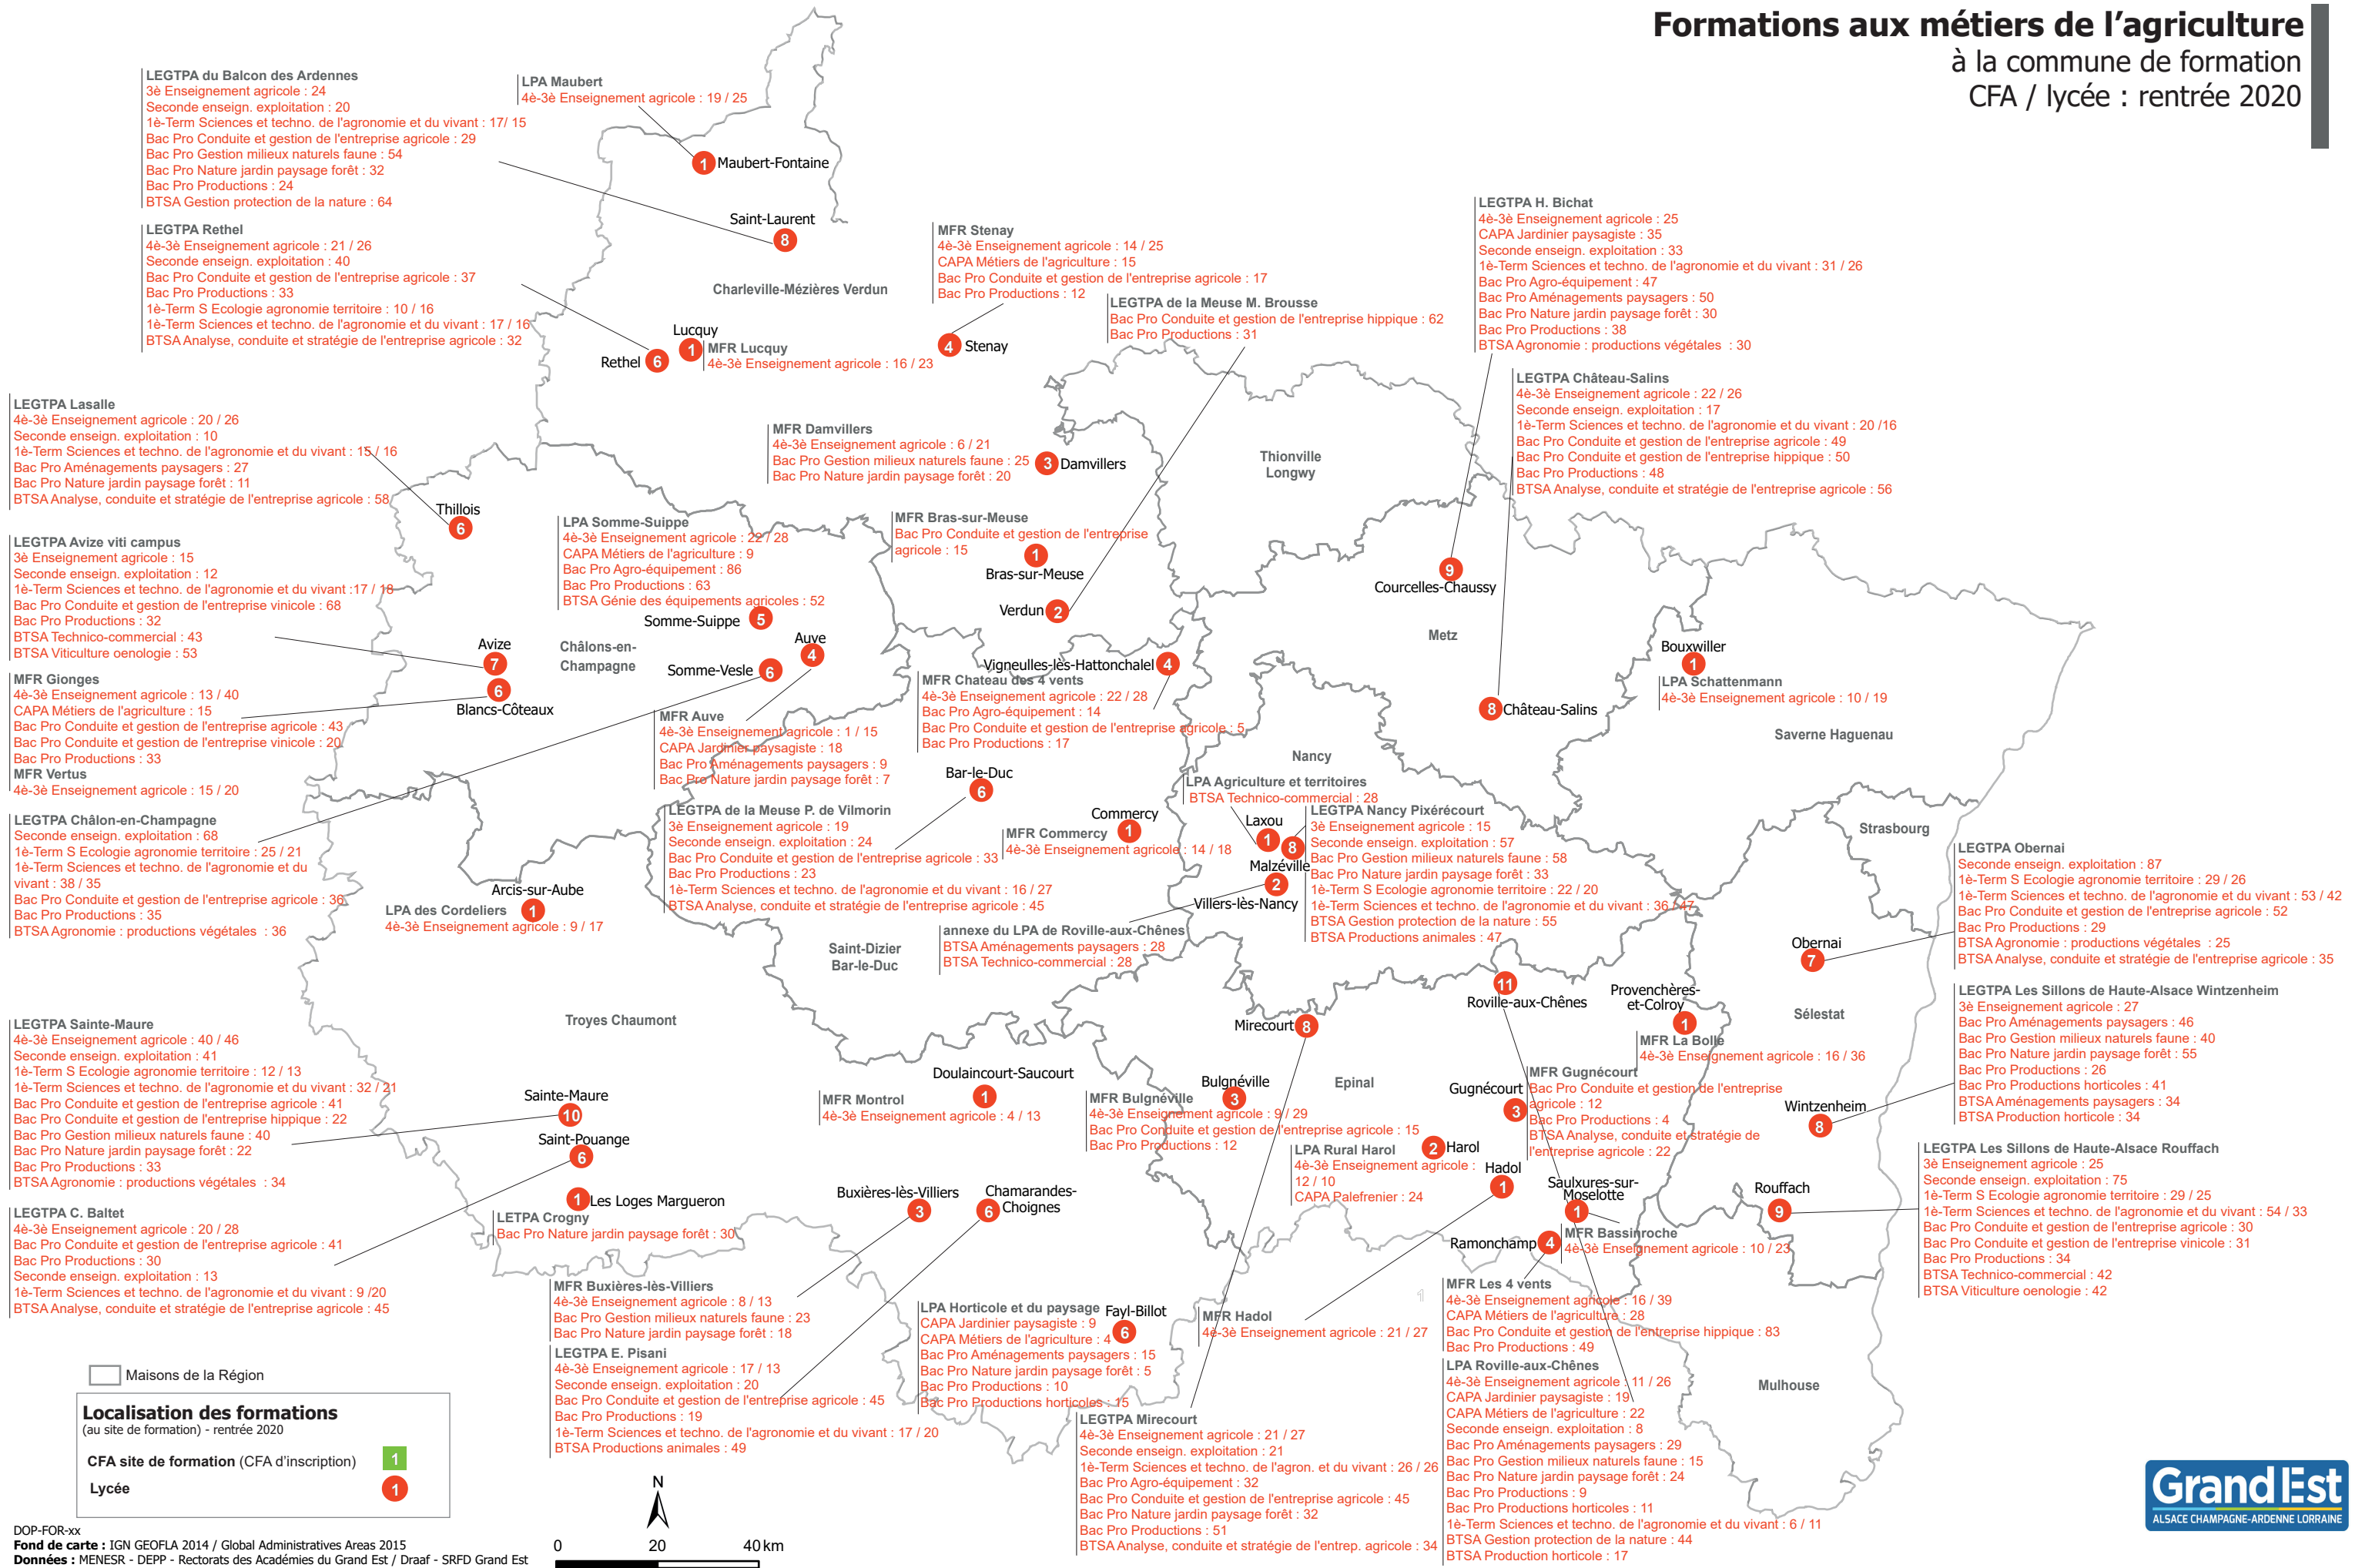 Formations aux métiers de l'agriculture
à la commune de formation
CFA / lycée : rentrée 2020
LEGTPA du Balcon des Ardennes
3è Enseignement agricole : 24
Seconde enseign. exploitation : 20
1è-Term Sciences et techno. de l'agronomie et du vivant : 17/ 15
Bac Pro Conduite et gestion de l'entreprise agricole : 29
Bac Pro Gestion milieux naturels faune : 54
Bac Pro Nature jardin paysage forêt : 32
Bac Pro Productions : 24
BTSA Gestion protection de la nature : 64
LPA Maubert
4è-3è Enseignement agricole : 19 / 25
1 Maubert-Fontaine
Saint-Laurent
8
LEGTPA Rethel
4è-3è Enseignement agricole : 21 / 26
Seconde enseign. exploitation : 40
Bac Pro Conduite et gestion de l'entreprise agricole : 37
Bac Pro Productions : 33
1è-Term S Ecologie agronomie territoire : 10 / 16
1è-Term Sciences et techno. de l'agronomie et du vivant : 17 / 16
BTSA Analyse, conduite et stratégie de l'entreprise agricole : 32
Charleville-Mézières Verdun
MFR Stenay
4è-3è Enseignement agricole : 14 / 25
CAPA Métiers de l'agriculture : 15
Bac Pro Conduite et gestion de l'entreprise agricole : 17
Bac Pro Productions : 12
4 Stenay
Lucquy
1
MFR Lucquy
4è-3è Enseignement agricole : 16 / 23
Rethel 6
LEGTPA de la Meuse M. Brousse
Bac Pro Conduite et gestion de l'entreprise hippique : 62
Bac Pro Productions : 31
LEGTPA H. Bichat
4è-3è Enseignement agricole : 25
CAPA Jardinier paysagiste : 35
Seconde enseign. exploitation : 33
1è-Term Sciences et techno. de l'agronomie et du vivant : 31 / 26
Bac Pro Agro-équipement : 47
Bac Pro Aménagements paysagers : 50
Bac Pro Nature jardin paysage forêt : 30
Bac Pro Productions : 38
BTSA Agronomie : productions végétales : 30
LEGTPA Château-Salins
4è-3è Enseignement agricole : 22 / 26
Seconde enseign. exploitation : 17
1è-Term Sciences et techno. de l'agronomie et du vivant : 20 /16
Bac Pro Conduite et gestion de l'entreprise agricole : 49
Bac Pro Conduite et gestion de l'entreprise hippique : 50
Bac Pro Productions : 48
BTSA Analyse, conduite et stratégie de l'entreprise agricole : 56
LEGTPA Lasalle
4è-3è Enseignement agricole : 20 / 26
Seconde enseign. exploitation : 10
1è-Term Sciences et techno. de l'agronomie et du vivant : 15 / 16
Bac Pro Aménagements paysagers : 27
Bac Pro Nature jardin paysage forêt : 11
BTSA Analyse, conduite et stratégie de l'entreprise agricole : 58
Thillois
6
MFR Damvillers
4è-3è Enseignement agricole : 6 / 21
Bac Pro Gestion milieux naturels faune : 25
Bac Pro Nature jardin paysage forêt : 20
3 Damvillers
Thionville
Longwy
LPA Somme-Suippe
4è-3è Enseignement agricole : 22 / 28
CAPA Métiers de l'agriculture : 9
Bac Pro Agro-équipement : 86
Bac Pro Productions : 63
BTSA Génie des équipements agricoles : 52
Somme-Suippe 5
MFR Bras-sur-Meuse
Bac Pro Conduite et gestion de l'entreprise
agricole : 15
1
Bras-sur-Meuse
Verdun 2
9
Courcelles-Chaussy
Metz
LEGTPA Avize viti campus
3è Enseignement agricole : 15
Seconde enseign. exploitation : 12
1è-Term Sciences et techno. de l'agronomie et du vivant :17 / 18
Bac Pro Conduite et gestion de l'entreprise vinicole : 68
Bac Pro Productions : 32
BTSA Technico-commercial : 43
BTSA Viticulture oenologie : 53
Avize
7
6
Blancs-Côteaux
Châlons-en-
Champagne
Auve
4
Somme-Vesle 6
Vigneulles-lès-Hattonchalel 4
MFR Chateau des 4 vents
4è-3è Enseignement agricole : 22 / 28
Bac Pro Agro-équipement : 14
Bac Pro Conduite et gestion de l'entreprise agricole : 5
Bac Pro Productions : 17
Bouxwiller
1
LPA Schattenmann
4è-3è Enseignement agricole : 10 / 19
8 Château-Salins
Saverne Haguenau
MFR Gionges
4è-3è Enseignement agricole : 13 / 40
CAPA Métiers de l'agriculture : 15
Bac Pro Conduite et gestion de l'entreprise agricole : 43
Bac Pro Conduite et gestion de l'entreprise vinicole : 20
Bac Pro Productions : 33
MFR Vertus
4è-3è Enseignement agricole : 15 / 20
MFR Auve
4è-3è Enseignement agricole : 1 / 15
CAPA Jardinier paysagiste : 18
Bac Pro Aménagements paysagers : 9
Bac Pro Nature jardin paysage forêt : 7
Nancy
Bar-le-Duc
6
LPA Agriculture et territoires
BTSA Technico-commercial : 28
LEGTPA Châlon-en-Champagne
Seconde enseign. exploitation : 68
1è-Term S Ecologie agronomie territoire : 25 / 21
1è-Term Sciences et techno. de l'agronomie et du
vivant : 38 / 35
Bac Pro Conduite et gestion de l'entreprise agricole : 36
Bac Pro Productions : 35
BTSA Agronomie : productions végétales : 36
LEGTPA de la Meuse P. de Vilmorin
3è Enseignement agricole : 19
Seconde enseign. exploitation : 24
Bac Pro Conduite et gestion de l'entreprise agricole : 33
Bac Pro Productions : 23
1è-Term Sciences et techno. de l'agronomie et du vivant : 16 / 27
BTSA Analyse, conduite et stratégie de l'entreprise agricole : 45
Commercy
1
MFR Commercy
4è-3è Enseignement agricole : 14 / 18
Laxou
1
8
Malzéville
2
Villers-lès-Nancy
LEGTPA Nancy Pixérécourt
3è Enseignement agricole : 15
Seconde enseign. exploitation : 57
Bac Pro Gestion milieux naturels faune : 58
Bac Pro Nature jardin paysage forêt : 33
1è-Term S Ecologie agronomie territoire : 22 / 20
1è-Term Sciences et techno. de l'agronomie et du vivant : 36 / 47
BTSA Gestion protection de la nature : 55
BTSA Productions animales : 47
Strasbourg
LEGTPA Obernai
Seconde enseign. exploitation : 87
1è-Term S Ecologie agronomie territoire : 29 / 26
1è-Term Sciences et techno. de l'agronomie et du vivant : 53 / 42
Bac Pro Conduite et gestion de l'entreprise agricole : 52
Bac Pro Productions : 29
BTSA Agronomie : productions végétales : 25
BTSA Analyse, conduite et stratégie de l'entreprise agricole : 35
Obernai
7
Arcis-sur-Aube
1
LPA des Cordeliers
4è-3è Enseignement agricole : 9 / 17
Saint-Dizier
Bar-le-Duc
annexe du LPA de Roville-aux-Chênes
BTSA Aménagements paysagers : 28
BTSA Technico-commercial : 28
11
Roville-aux-Chênes
Mirecourt 8
Provenchères-
et-Colroy
1
MFR La Bolle
4è-3è Enseignement agricole : 16 / 36
Sélestat
LEGTPA Les Sillons de Haute-Alsace Wintzenheim
3è Enseignement agricole : 27
Bac Pro Aménagements paysagers : 46
Bac Pro Gestion milieux naturels faune : 40
Bac Pro Nature jardin paysage forêt : 55
Bac Pro Productions : 26
Bac Pro Productions horticoles : 41
BTSA Aménagements paysagers : 34
BTSA Production horticole : 34
Wintzenheim
8
Troyes Chaumont
LEGTPA Sainte-Maure
4è-3è Enseignement agricole : 40 / 46
Seconde enseign. exploitation : 41
1è-Term S Ecologie agronomie territoire : 12 / 13
1è-Term Sciences et techno. de l'agronomie et du vivant : 32 / 21
Bac Pro Conduite et gestion de l'entreprise agricole : 41
Bac Pro Conduite et gestion de l'entreprise hippique : 22
Bac Pro Gestion milieux naturels faune : 40
Bac Pro Nature jardin paysage forêt : 22
Bac Pro Productions : 33
BTSA Agronomie : productions végétales : 34
Sainte-Maure
10
Saint-Pouange
6
1 Les Loges Margueron
LETPA Crogny
Bac Pro Nature jardin paysage forêt : 30
MFR Montrol
4è-3è Enseignement agricole : 4 / 13
Doulaincourt-Saucourt
1
MFR Bulgnéville
4è-3è Enseignement agricole : 9 / 29
Bac Pro Conduite et gestion de l'entreprise agricole : 15
Bac Pro Productions : 12
Bulgnéville
3
Epinal
Gugnécourt
3
MFR Gugnécourt
Bac Pro Conduite et gestion de l'entreprise
agricole : 12
Bac Pro Productions : 4
BTSA Analyse, conduite et stratégie de
l'entreprise agricole : 22
LPA Rural Harol
4è-3è Enseignement agricole :
12 / 10
CAPA Palefrenier : 24
2 Harol
Hadol
1
Saulxures-sur-
Moselotte
1
MFR Bassinroche
4è-3è Enseignement agricole : 10 / 23
Ramonchamp 4
Rouffach
9
LEGTPA Les Sillons de Haute-Alsace Rouffach
3è Enseignement agricole : 25
Seconde enseign. exploitation : 75
1è-Term S Ecologie agronomie territoire : 29 / 25
1è-Term Sciences et techno. de l'agronomie et du vivant : 54 / 33
Bac Pro Conduite et gestion de l'entreprise agricole : 30
Bac Pro Conduite et gestion de l'entreprise vinicole : 31
Bac Pro Productions : 34
BTSA Technico-commercial : 42
BTSA Viticulture oenologie : 42
LEGTPA C. Baltet
4è-3è Enseignement agricole : 20 / 28
Bac Pro Conduite et gestion de l'entreprise agricole : 41
Bac Pro Productions : 30
Seconde enseign. exploitation : 13
1è-Term Sciences et techno. de l'agronomie et du vivant : 9 /20
BTSA Analyse, conduite et stratégie de l'entreprise agricole : 45
Buxières-lès-Villiers
3
Chamarandes-
Choignes
6
MFR Buxières-lès-Villiers
4è-3è Enseignement agricole : 8 / 13
Bac Pro Gestion milieux naturels faune : 23
Bac Pro Nature jardin paysage forêt : 18
LEGTPA E. Pisani
4è-3è Enseignement agricole : 17 / 13
Seconde enseign. exploitation : 20
Bac Pro Conduite et gestion de l'entreprise agricole : 45
Bac Pro Productions : 19
1è-Term Sciences et techno. de l'agronomie et du vivant : 17 / 20
BTSA Productions animales : 49
LPA Horticole et du paysage
CAPA Jardinier paysagiste : 9
CAPA Métiers de l'agriculture : 4
Bac Pro Aménagements paysagers : 15
Bac Pro Nature jardin paysage forêt : 5
Bac Pro Productions : 10
Bac Pro Productions horticoles : 15
Fayl-Billot
6
MFR Hadol
4è-3è Enseignement agricole : 21 / 27
1
MFR Les 4 vents
4è-3è Enseignement agricole : 16 / 39
CAPA Métiers de l'agriculture : 28
Bac Pro Conduite et gestion de l'entreprise hippique : 83
Bac Pro Productions : 49
LPA Roville-aux-Chênes
4è-3è Enseignement agricole : 11 / 26
CAPA Jardinier paysagiste : 19
CAPA Métiers de l'agriculture : 22
Seconde enseign. exploitation : 8
Bac Pro Aménagements paysagers : 29
Bac Pro Gestion milieux naturels faune : 15
Bac Pro Nature jardin paysage forêt : 24
Bac Pro Productions : 9
Bac Pro Productions horticoles : 11
1è-Term Sciences et techno. de l'agronomie et du vivant : 6 / 11
BTSA Gestion protection de la nature : 44
BTSA Production horticole : 17
Mulhouse
LEGTPA Mirecourt
4è-3è Enseignement agricole : 21 / 27
Seconde enseign. exploitation : 21
1è-Term Sciences et techno. de l'agron. et du vivant : 26 / 26
Bac Pro Agro-équipement : 32
Bac Pro Conduite et gestion de l'entreprise agricole : 45
Bac Pro Nature jardin paysage forêt : 32
Bac Pro Productions : 51
BTSA Analyse, conduite et stratégie de l'entrep. agricole : 34
Maisons de la Région
Localisation des formations
(au site de formation) - rentrée 2020
CFA site de formation (CFA d'inscription) 1
Lycée 1
N
0 20 40 km
DOP-FOR-xx
Fond de carte : IGN GEOFLA 2014 / Global Administratives Areas 2015
Données : MENESR - DEPP - Rectorats des Académies du Grand Est / Draaf - SRFD Grand Est
Grand Est
ALSACE CHAMPAGNE-ARDENNE LORRAINE